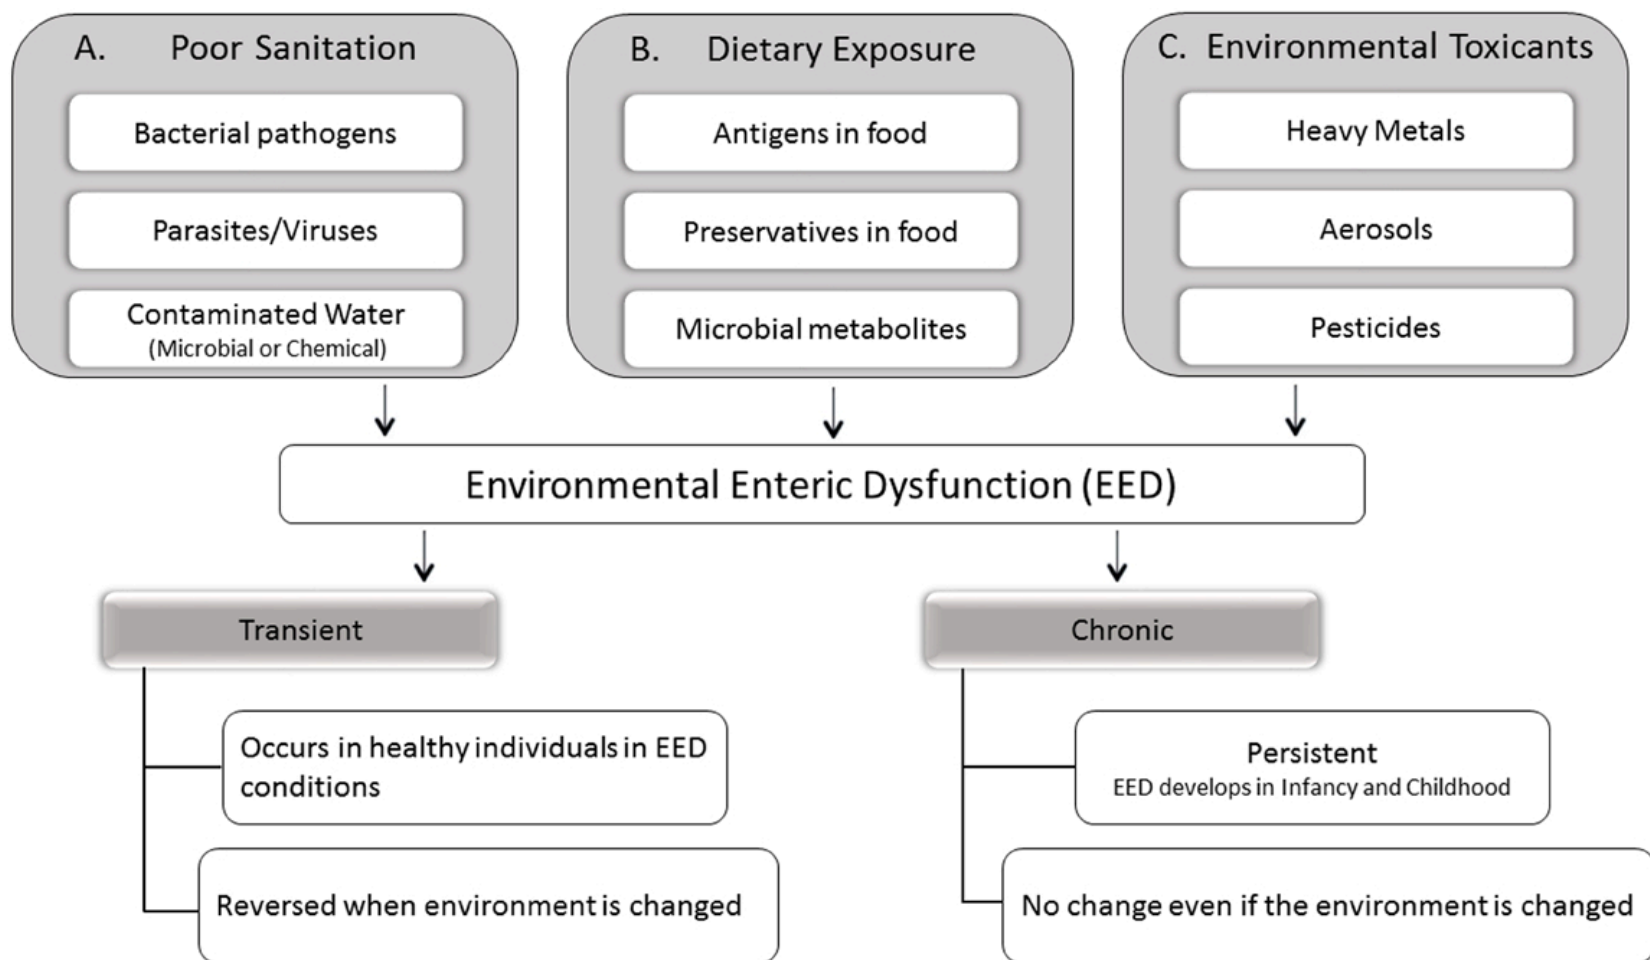 A. Poor Sanitation
Bacterial pathogens
Parasites/Viruses
Contaminated Water
(Microbial or Chemical)
B. Dietary Exposure
Antigens in food
Preservatives in food
Microbial metabolites
C. Environmental Toxicants
Heavy Metals
Aerosols
Pesticides
Environmental Enteric Dysfunction (EED)
Transient
Occurs in healthy individuals in EED
conditions
Reversed when environment is changed
Chronic
Persistent
EED develops in Infancy and Childhood
No change even if the environment is changed